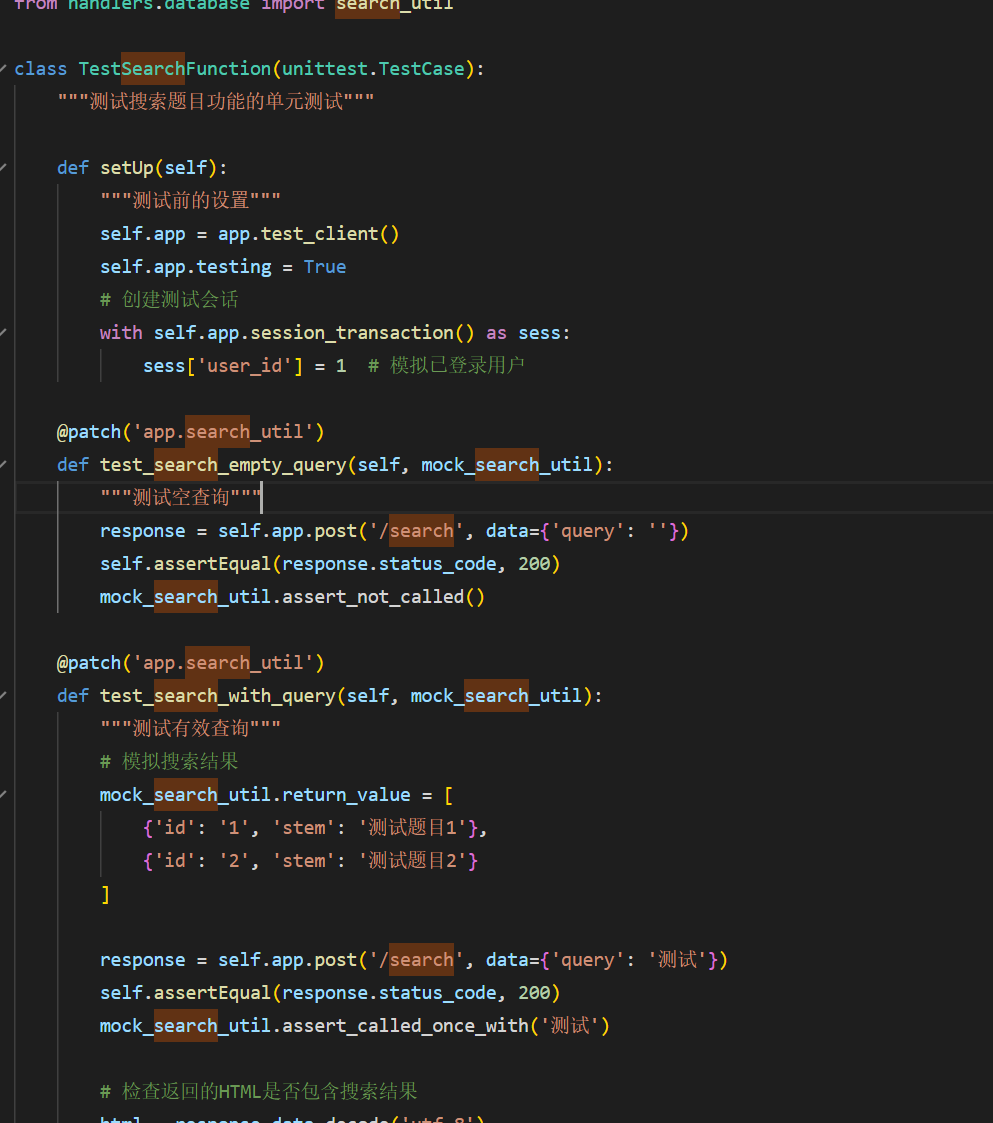 from handlers.database import search_util
class TestSearchFunction(unittest.TestCase):
"""测试搜索题目功能的单元测试"""
def setUp(self):
"""测试前的设置"""
self.app = app.test_client()
self.app.testing = True
# 创建测试会话
with self.app.session_transaction() as sess:
sess['user_id'] = 1  # 模拟已登录用户
@patch('app.search_util')
def test_search_empty_query(self, mock_search_util):
"""测试空查询"""
response = self.app.post('/search', data={'query': ''})
self.assertEqual(response.status_code, 200)
mock_search_util.assert_not_called()
@patch('app.search_util')
def test_search_with_query(self, mock_search_util):
"""测试有效查询"""
# 模拟搜索结果
mock_search_util.return_value = [
{'id': '1', 'stem': '测试题目1'},
{'id': '2', 'stem': '测试题目2'}
]
response = self.app.post('/search', data={'query': '测试'})
self.assertEqual(response.status_code, 200)
mock_search_util.assert_called_once_with('测试')
# 检查返回的HTML是否包含搜索结果
html = response.data.decode('utf-8')